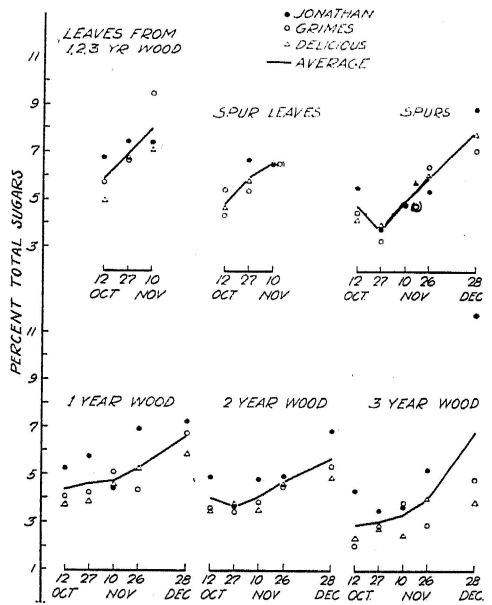 JONATHAN
GRIMES
DELICIOUS
AVERAGE
LEAVES FROM
1,2,3 YR WOOD
SPUR LEAVES
SPURS
PERCENT TOTAL SUGARS
11
9
7
5
3
12 27 10
OCT NOV
12 27 10
OCT NOV
12 27 10 26 28
OCT. NOV DEC.
11
9
7
5
3
1
1 YEAR WOOD
2 YEAR WOOD
3 YEAR WOOD
12 27 10 26 28
OCT NOV DEC
12 27 10 26 28
OCT NOV DEC
12 27 10 26 28
OCT NOV DEC